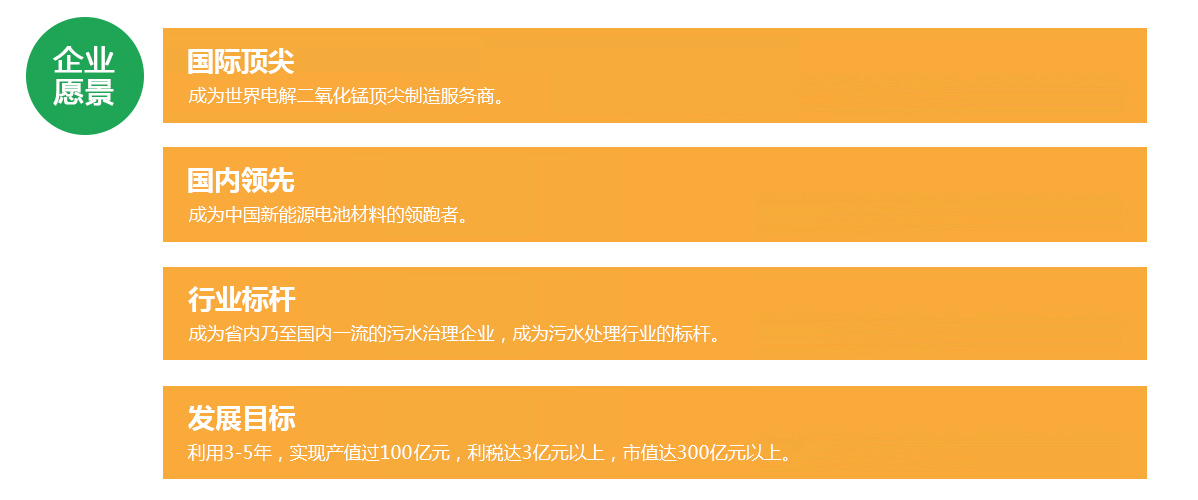 企业
愿景
国际顶尖
成为世界电解二氧化锰顶尖制造服务商。
国内领先
成为中国新能源电池材料的领跑者。
行业标杆
成为省内乃至国内一流的污水治理企业，成为污水处理行业的标杆。
发展目标
利用3-5年，实现产值过100亿元，利税达3亿元以上，市值达300亿元以上。